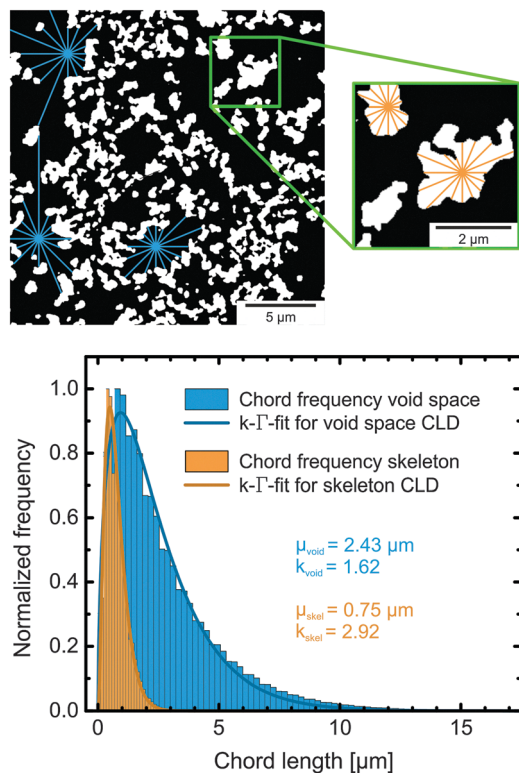 5 µm
2 µm
1.0
0.8
0.6
0.4
0.2
0.0
Normalized frequency
Chord frequency void space
k-Γ-fit for void space CLD
Chord frequency skeleton
k-Γ-fit for skeleton CLD
μvoid = 2.43 µm
kvoid = 1.62
μskel = 0.75 µm
kskel = 2.92
0 5 10 15
Chord length [µm]